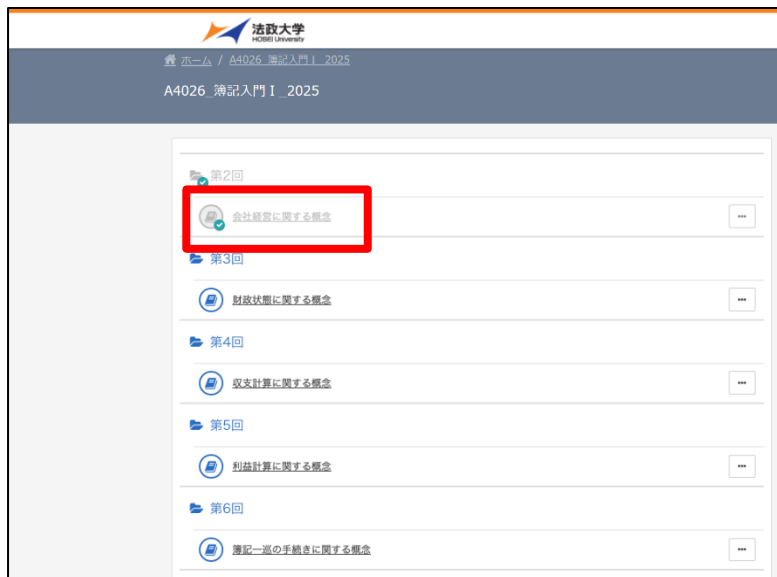 法政大学
HOSEI University
ホーム / A4026_簿記入門Ⅰ_2025
A4026_簿記入門Ⅰ_2025
第2回
会社経営に関する概念
第3回
財政状態に関する概念
第4回
収支計算に関する概念
第5回
利益計算に関する概念
第6回
簿記一巡の手続きに関する概念